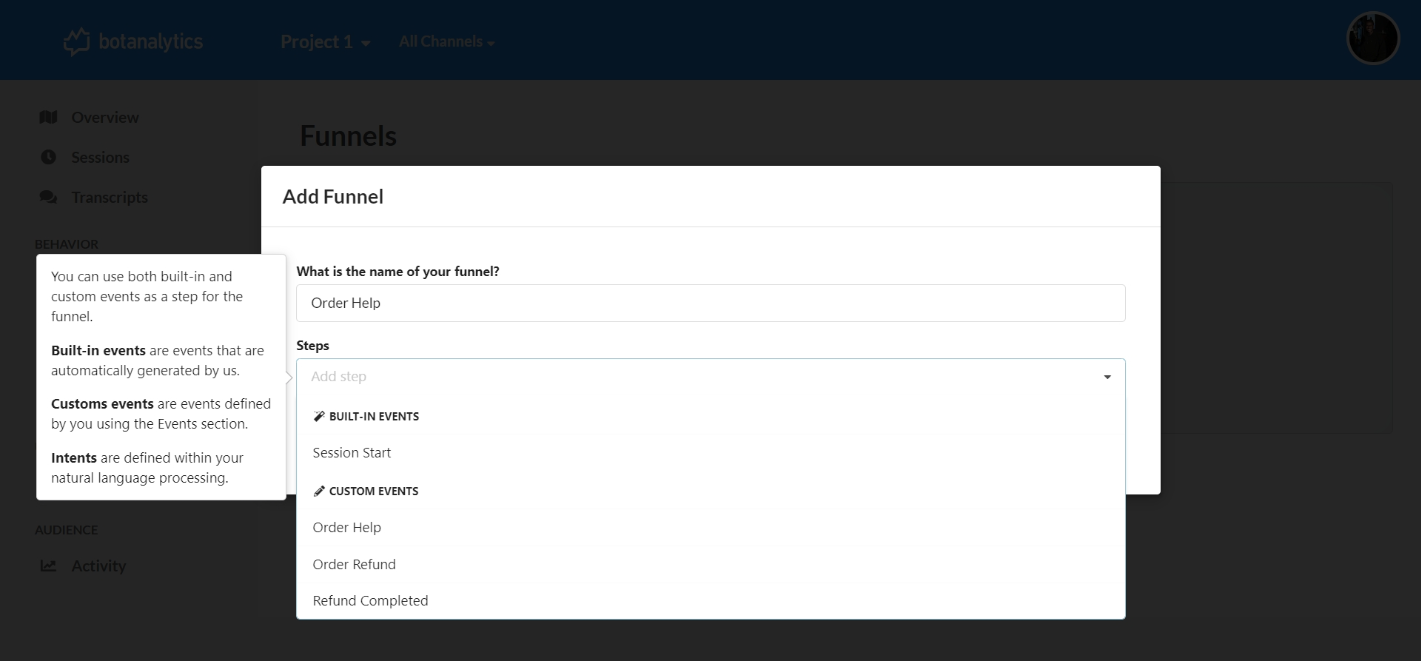 botanalytics
Project 1
All Channels
Overview
Sessions
Transcripts
BEHAVIOR
Funnels
Add Funnel
You can use both built-in and
custom events as a step for the
funnel.
Built-in events are events that are
automatically generated by us.
Customs events are events defined
by you using the Events section.
Intents are defined within your
natural language processing.
What is the name of your funnel?
Order Help
Steps
Add step
BUILT-IN EVENTS
Session Start
CUSTOM EVENTS
Order Help
Order Refund
Refund Completed
AUDIENCE
Activity